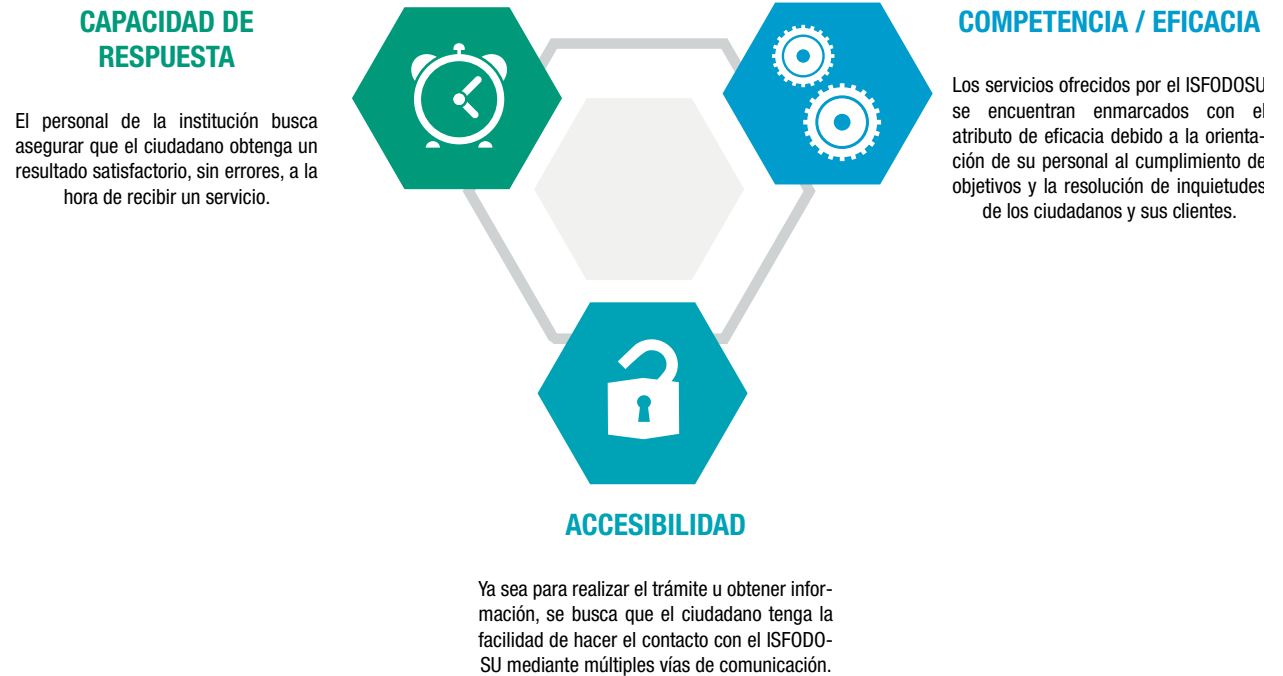 CAPACIDAD DE
RESPUESTA
El personal de la institución busca
asegurar que el ciudadano obtenga un
resultado satisfactorio, sin errores, a la
hora de recibir un servicio.
COMPETENCIA / EFICACIA
Los servicios ofrecidos por el ISFODOSU
se encuentran enmarcados con el
atributo de eficacia debido a la orienta-
ción de su personal al cumplimiento de
objetivos y la resolución de inquietudes
de los ciudadanos y sus clientes.
ACCESIBILIDAD
Ya sea para realizar el trámite u obtener infor-
mación, se busca que el ciudadano tenga la
facilidad de hacer el contacto con el ISFODO-
SU mediante múltiples vías de comunicación.